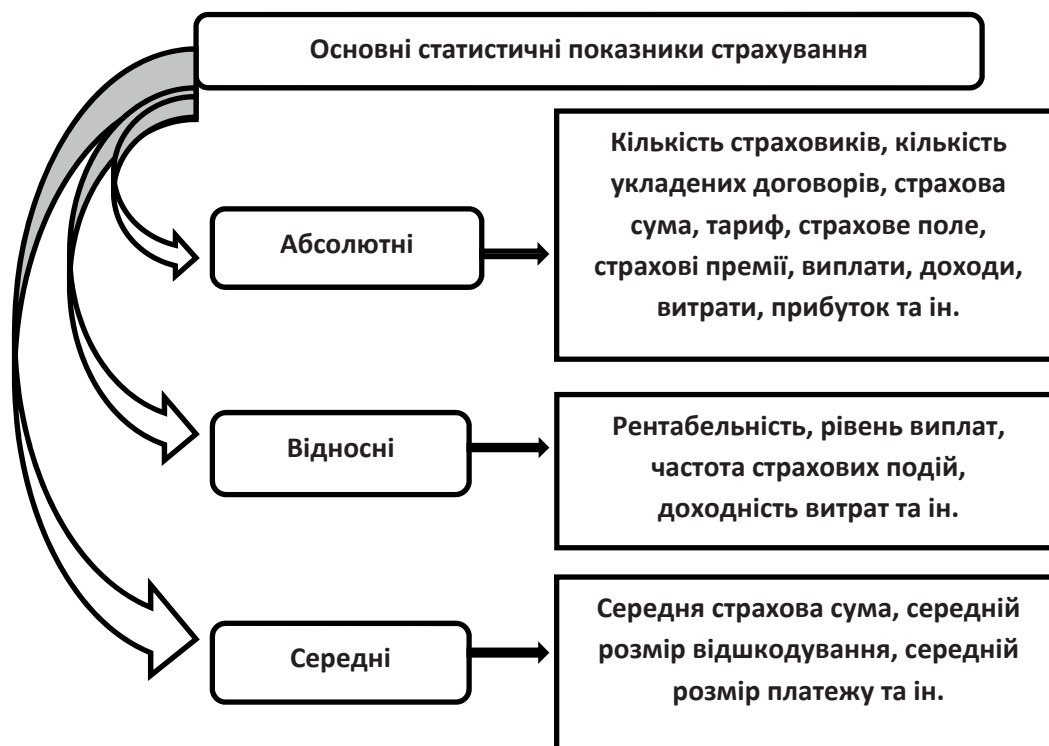 Основні статистичні показники страхування
Абсолютні
Кількість страховиків, кількість
укладених договорів, страхова
сума, тариф, страхове поле,
страхові премії, виплати, доходи,
витрати, прибуток та ін.
Відносні
Рентабельність, рівень виплат,
частота страхових подій,
доходність витрат та ін.
Середні
Середня страхова сума, середній
розмір відшкодування, середній
розмір платежу та ін.